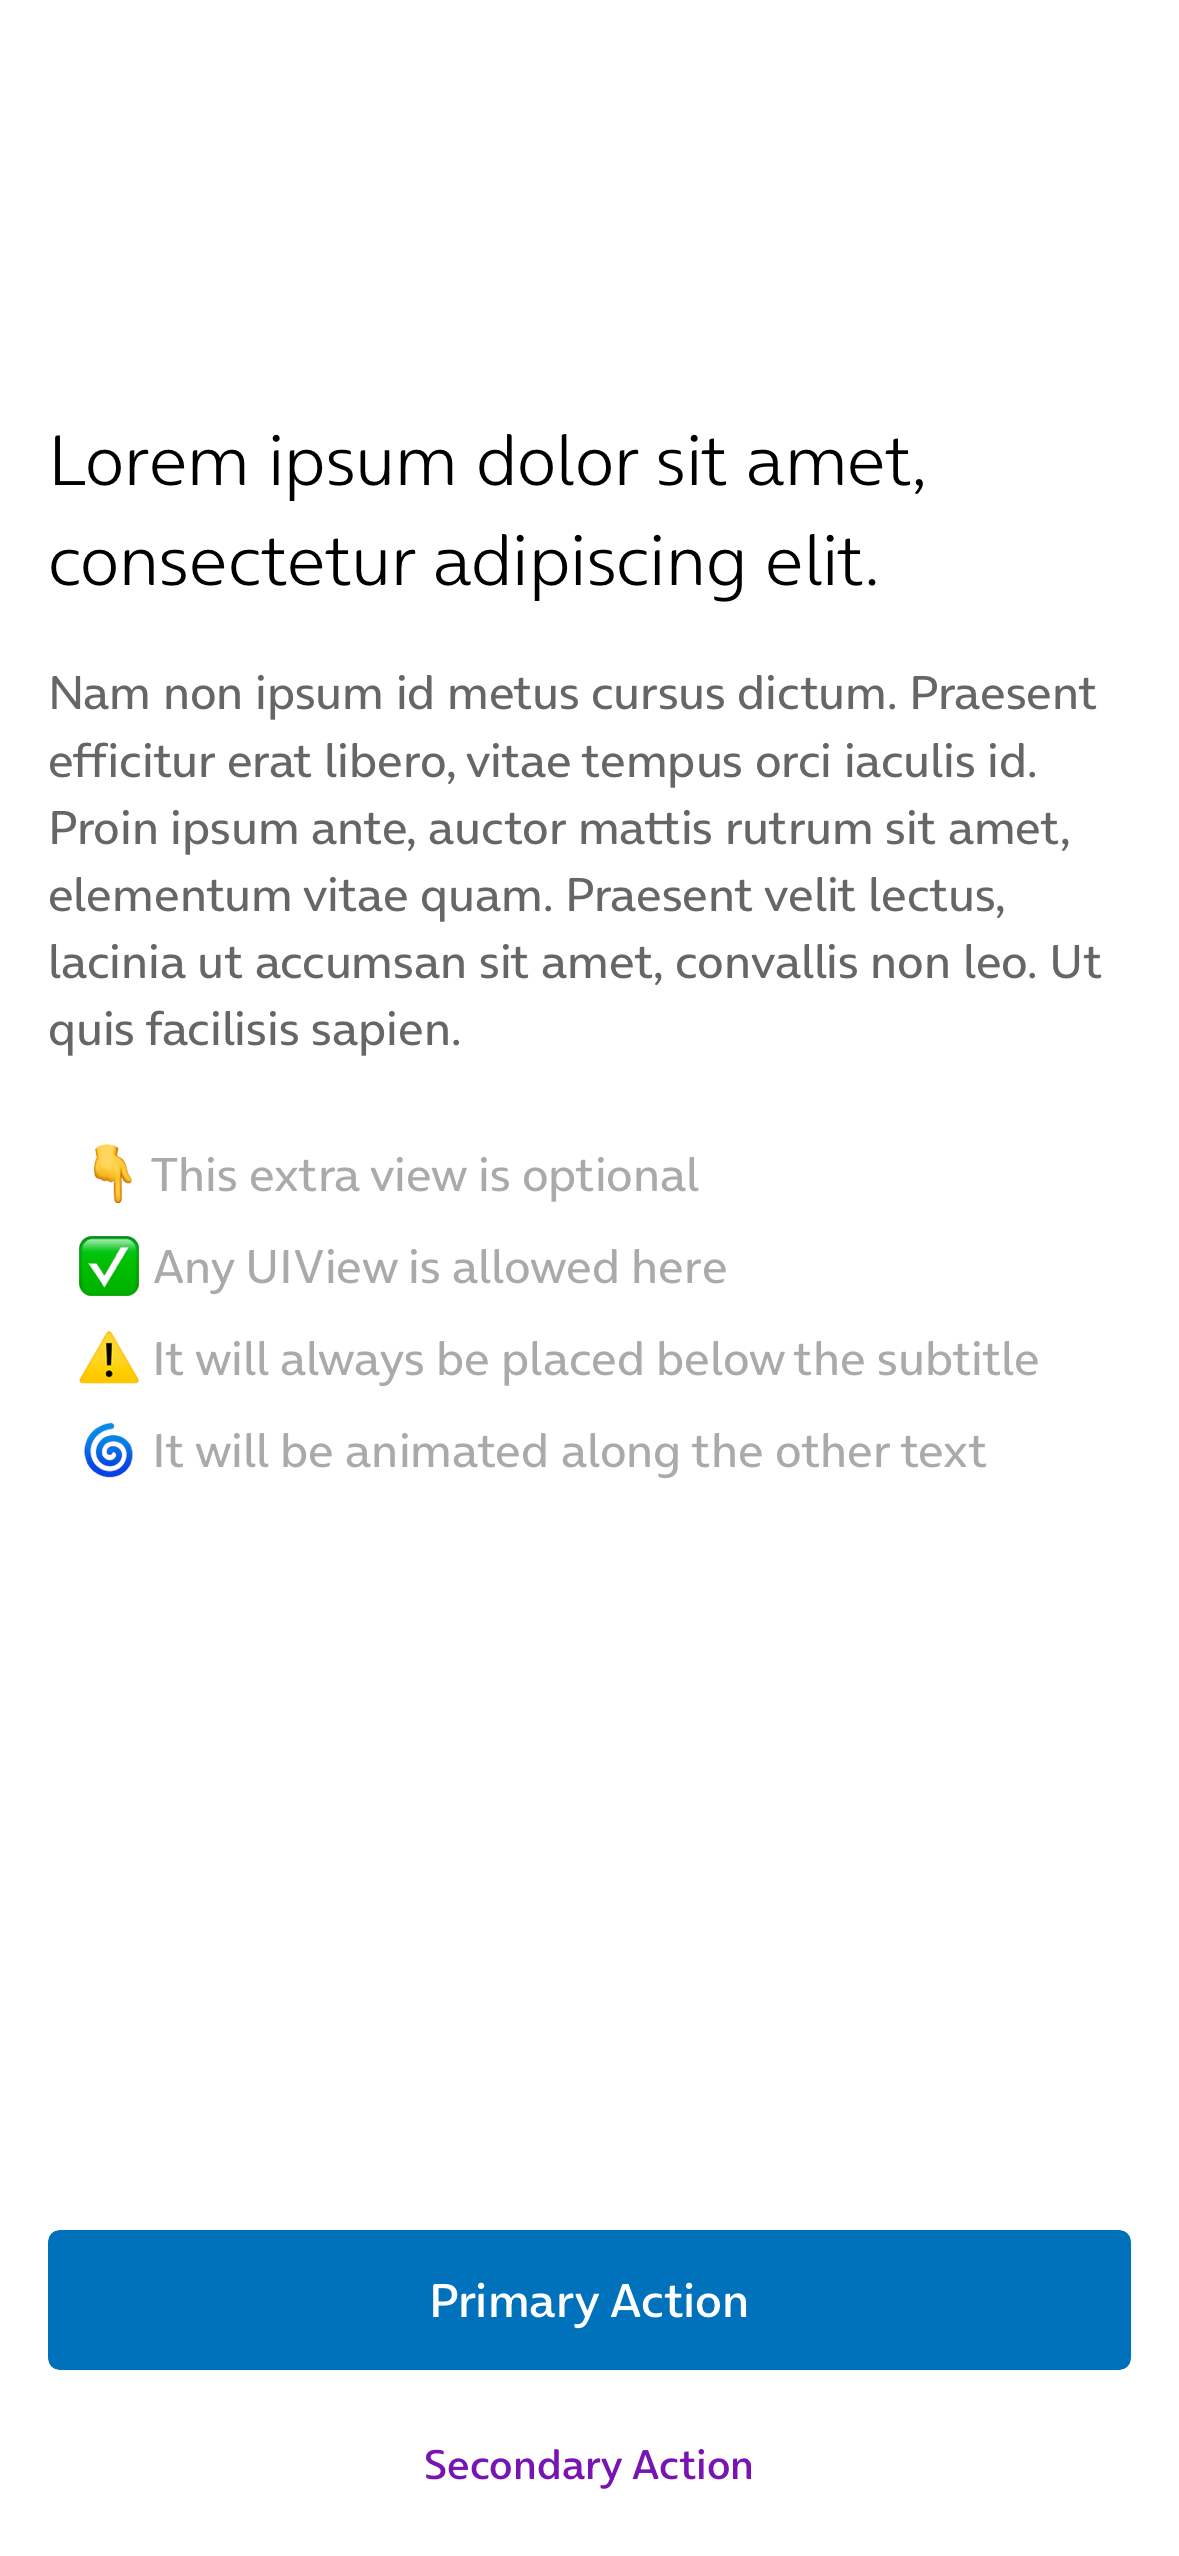 Lorem ipsum dolor sit amet,
consectetur adipiscing elit.
Nam non ipsum id metus cursus dictum. Praesent
efficitur erat libero, vitae tempus orci iaculis id.
Proin ipsum ante, auctor mattis rutrum sit amet,
elementum vitae quam. Praesent velit lectus,
lacinia ut accumsan sit amet, convallis non leo. Ut
quis facilisis sapien.
👇 This extra view is optional
✅ Any UIView is allowed here
⚠️ It will always be placed below the subtitle
🌀 It will be animated along the other text
Primary Action
Secondary Action